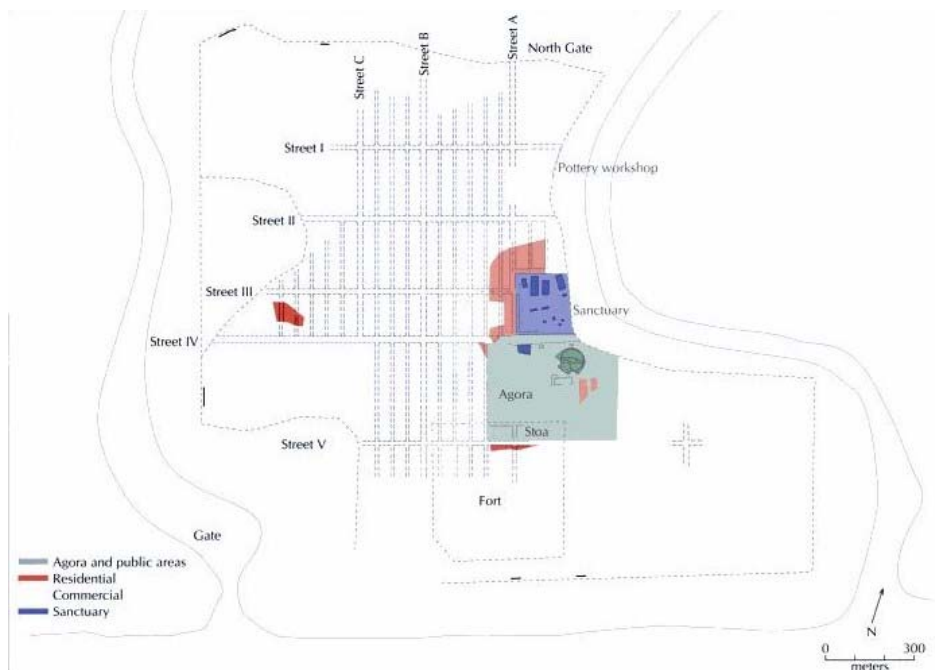 Street A
Street B
Street C
North Gate
Street I
Pottery workshop
Street II
Street III
Sanctuary
Street IV
Agora
Stoa
Street V
Fort
Gate
Agora and public areas
Residential
Commercial
Sanctuary
N
0 300
meters